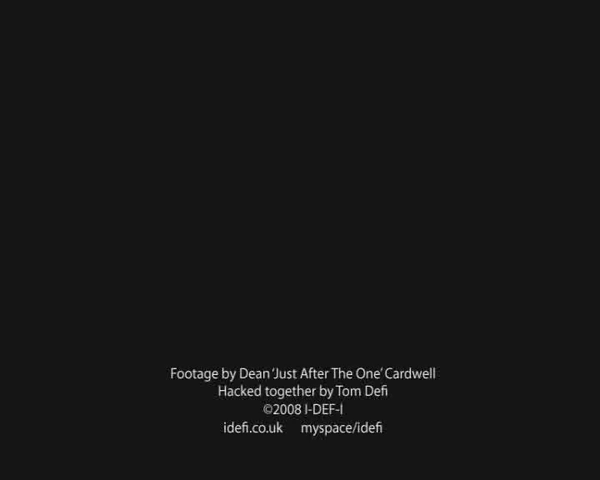 Footage by Dean 'Just After The One' Cardwell
Hacked together by Tom Defi
©2008 I-DEF-I
idefi.co.uk myspace/idefi